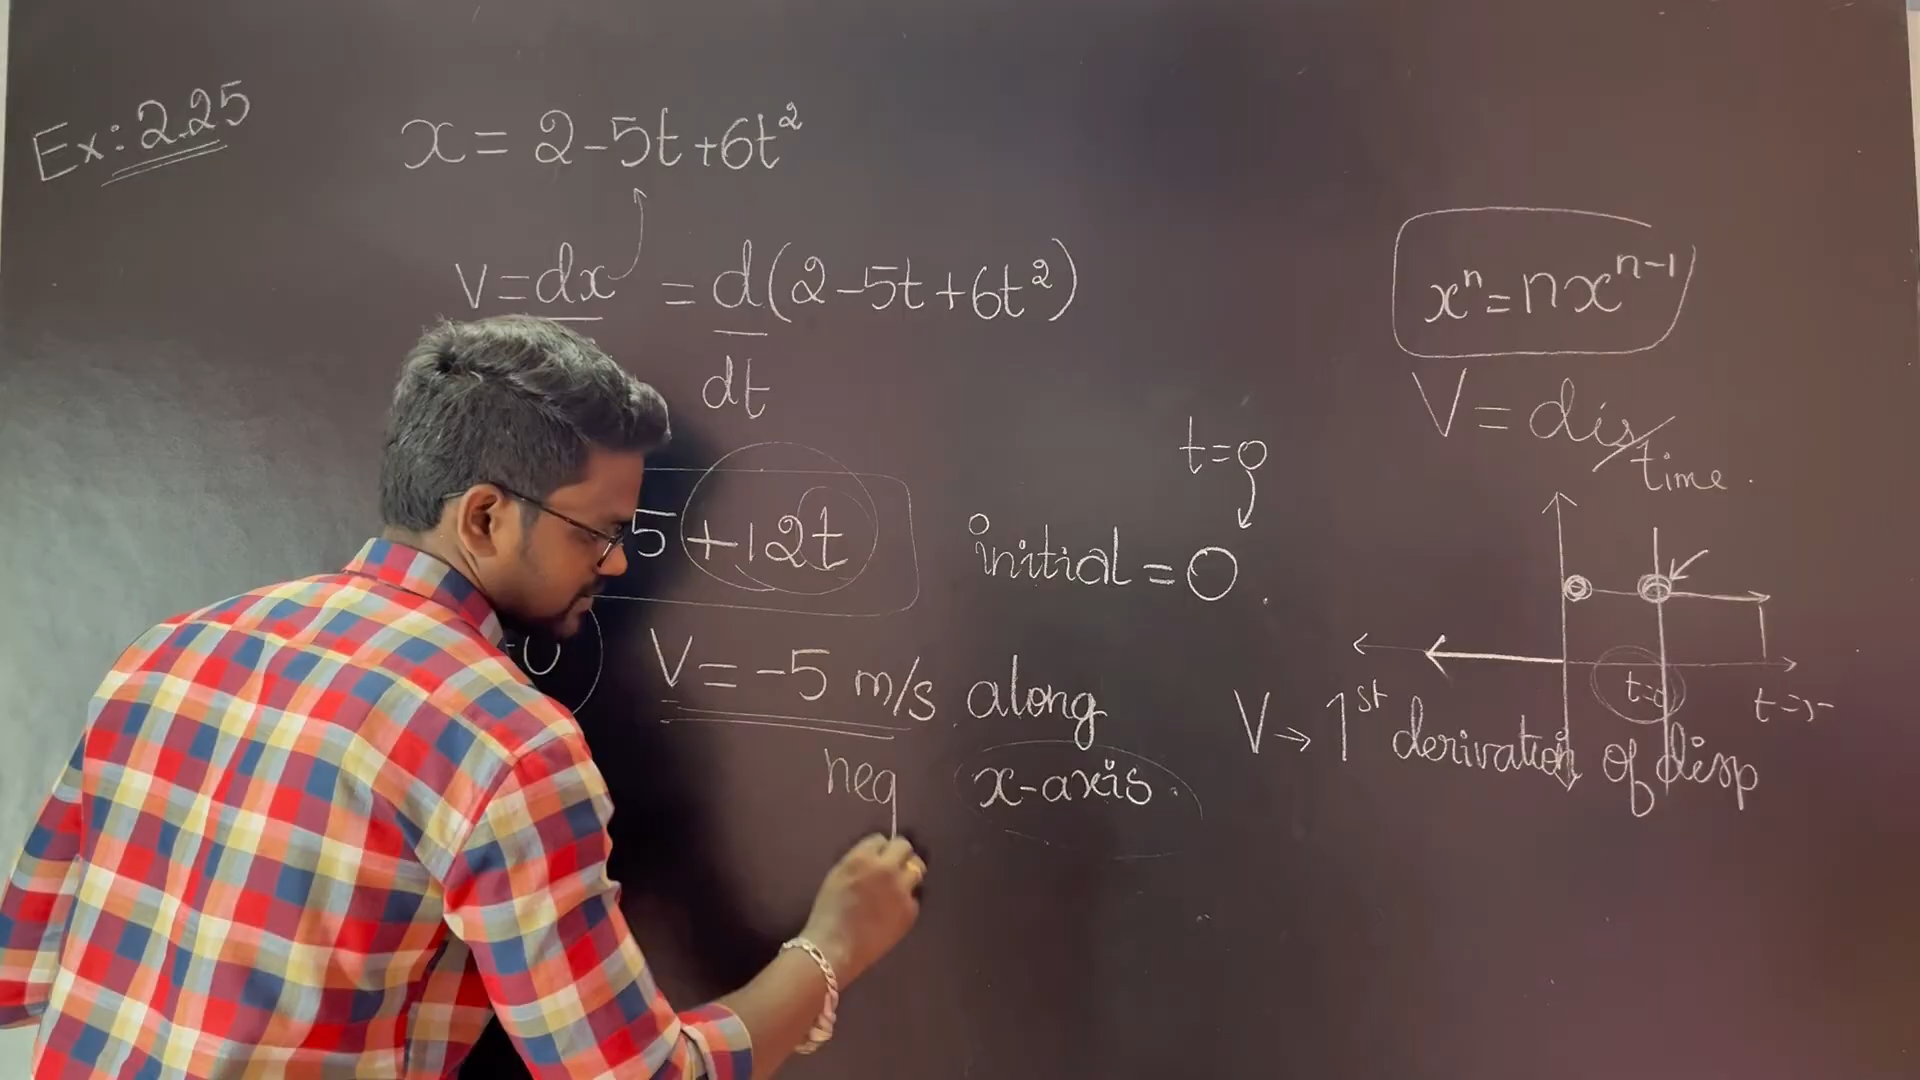 Ex: 2.25
x = 2-5t+6t²
v = dx = d(2-5t+6t²)
dt
5 +12t
V = -5 m/s along
neg x-axis.
t=0
initial = 0
xⁿ = nxⁿ⁻¹
V = dis/time.
t=0
V → 1st derivation of disp